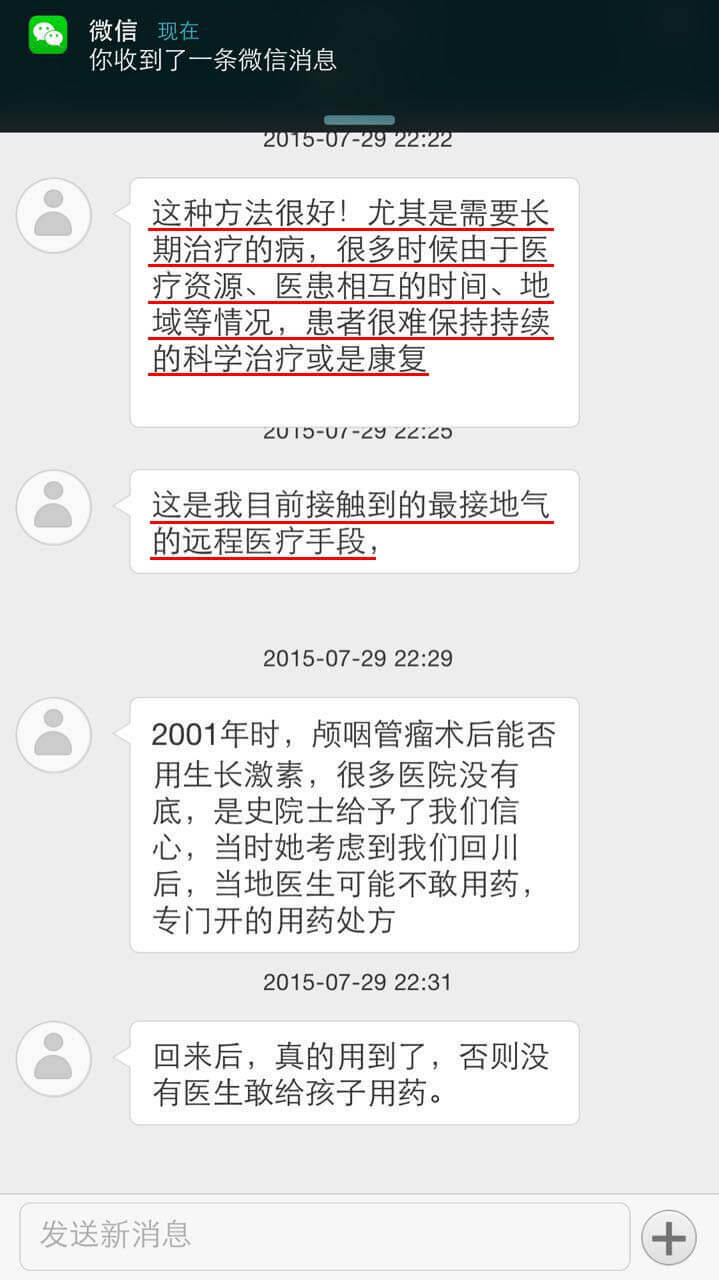 微信 现在
你收到了一条微信消息
2015-07-29 22:22
这种方法很好！尤其是需要长
期治疗的病，很多时候由于医
疗资源、医患相互的时间、地
域等情况，患者很难保持持续
的科学治疗或是康复
2015-07-29 22:25
这是我目前接触到的最接地气
的远程医疗手段，
2015-07-29 22:29
2001年时，颅咽管瘤术后能否
用生长激素，很多医院没有
底，是史院士给予了我们信
心，当时她考虑到我们回川
后，当地医生可能不敢用药，
专门开的用药处方
2015-07-29 22:31
回来后，真的用到了，否则没
有医生敢给孩子用药。
发送新消息